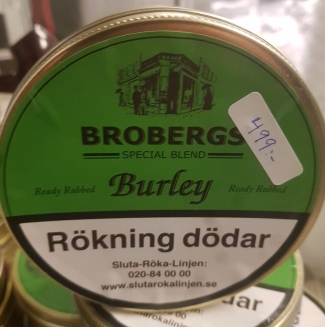 BROBERGS
SPECIAL BLEND
499:-
Ready Rubbed Burley Ready Rubbed
Rökning dödar
Sluta-Röka-Linjen:
020-84 00 00
www.slutarokalinjen.se